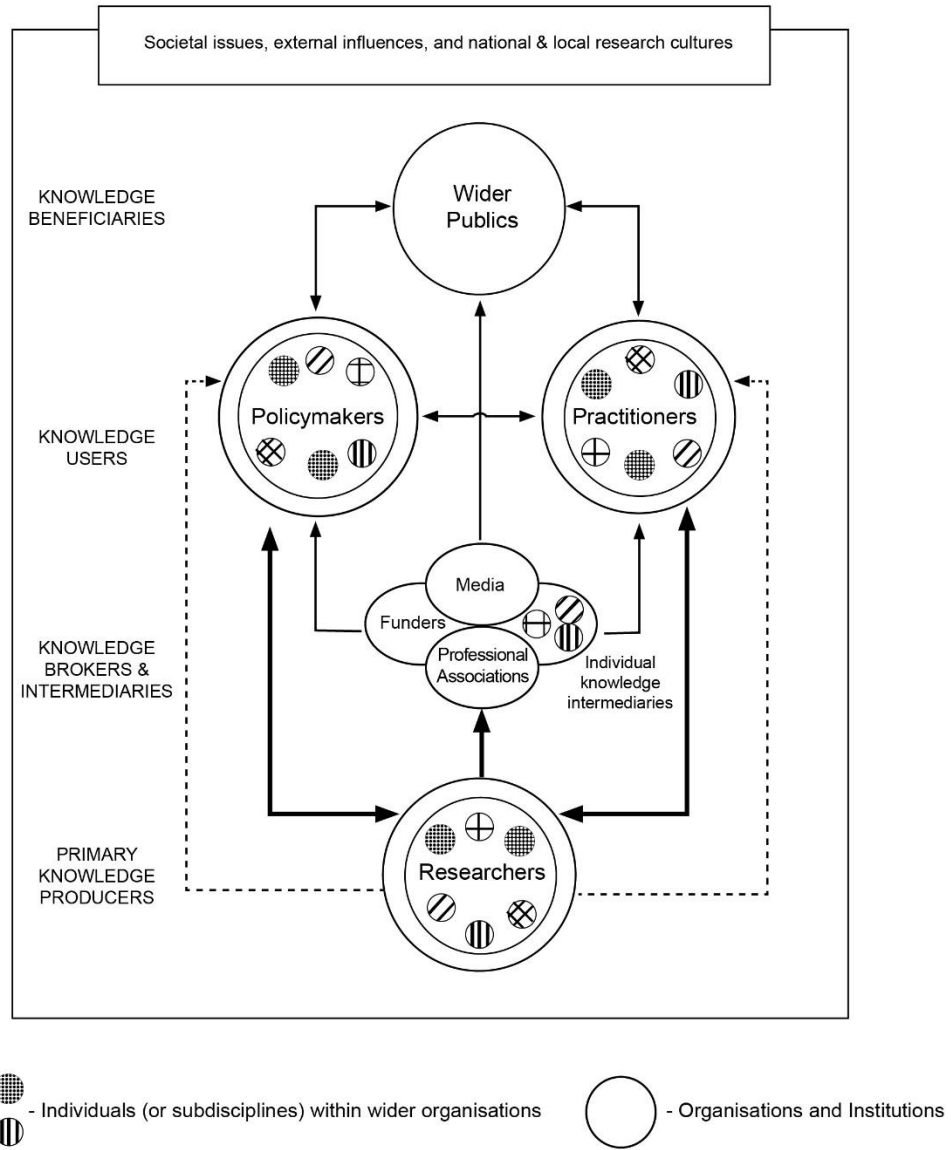 Societal issues, external influences, and national & local research cultures
KNOWLEDGE
BENEFICIARIES
Wider
Publics
KNOWLEDGE
USERS
Policymakers
Practitioners
KNOWLEDGE
BROKERS &
INTERMEDIARIES
Media
Funders
Professional
Associations
Individual
knowledge
intermediaries
PRIMARY
KNOWLEDGE
PRODUCERS
Researchers
- Individuals (or subdisciplines) within wider organisations
- Organisations and Institutions